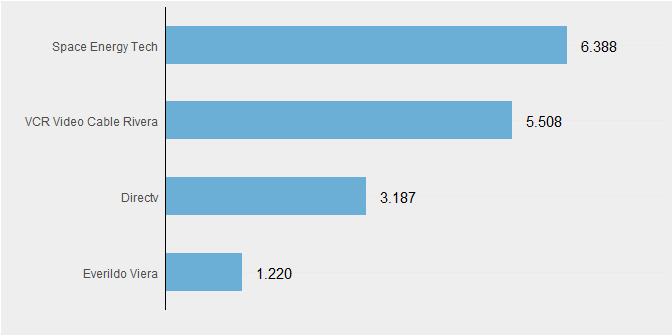 Space Energy Tech 6.388
VCR Video Cable Rivera 5.508
Directv 3.187
Everildo Viera 1.220